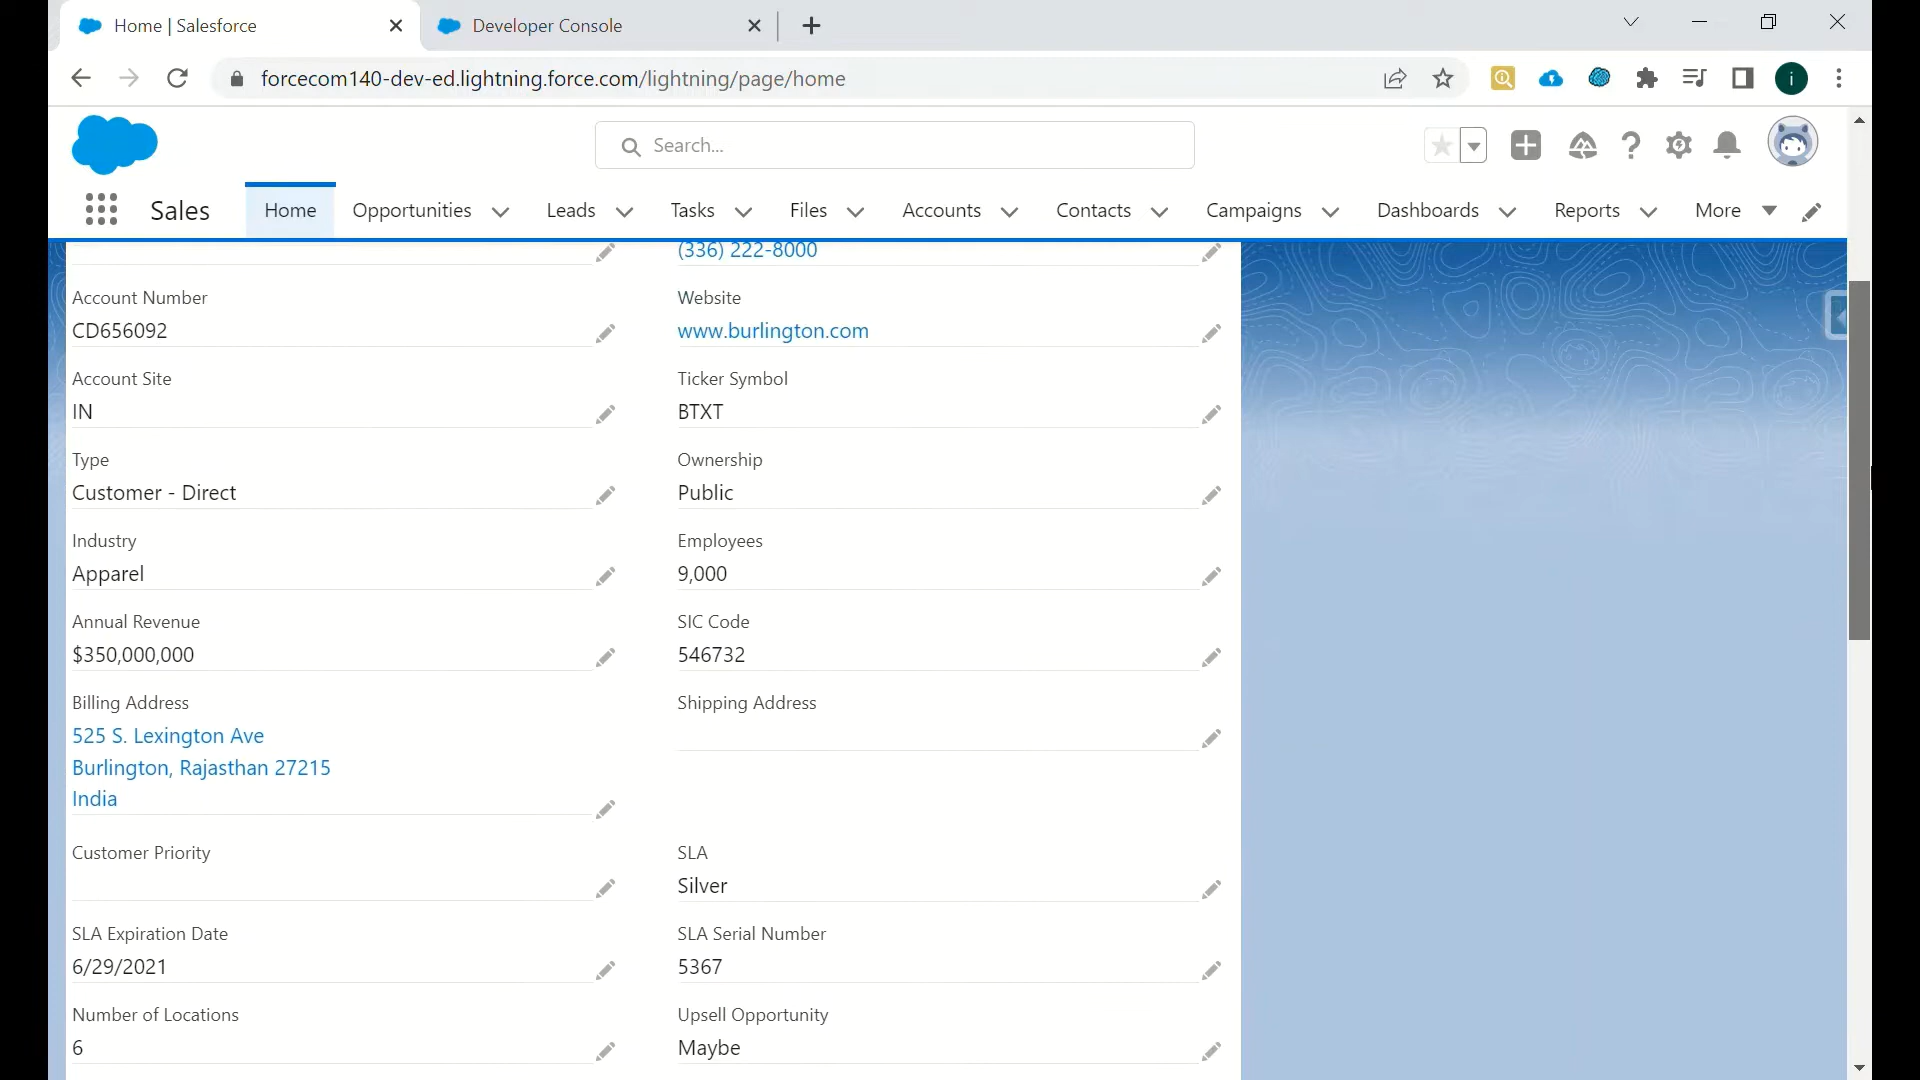 Home | Salesforce
Developer Console
forcecom140-dev-ed.lightning.force.com/lightning/page/home
i
Search...
Sales
Home
Opportunities
Leads
Tasks
Files
Accounts
Contacts
Campaigns
Dashboards
Reports
More
(336) 222-8000
Account Number
CD656092
Website
www.burlington.com
Account Site
IN
Ticker Symbol
BTXT
Type
Customer - Direct
Ownership
Public
Industry
Apparel
Employees
9,000
Annual Revenue
$350,000,000
SIC Code
546732
Billing Address
525 S. Lexington Ave
Burlington, Rajasthan 27215
India
Shipping Address
Customer Priority
SLA
Silver
SLA Expiration Date
6/29/2021
SLA Serial Number
5367
Number of Locations
6
Upsell Opportunity
Maybe